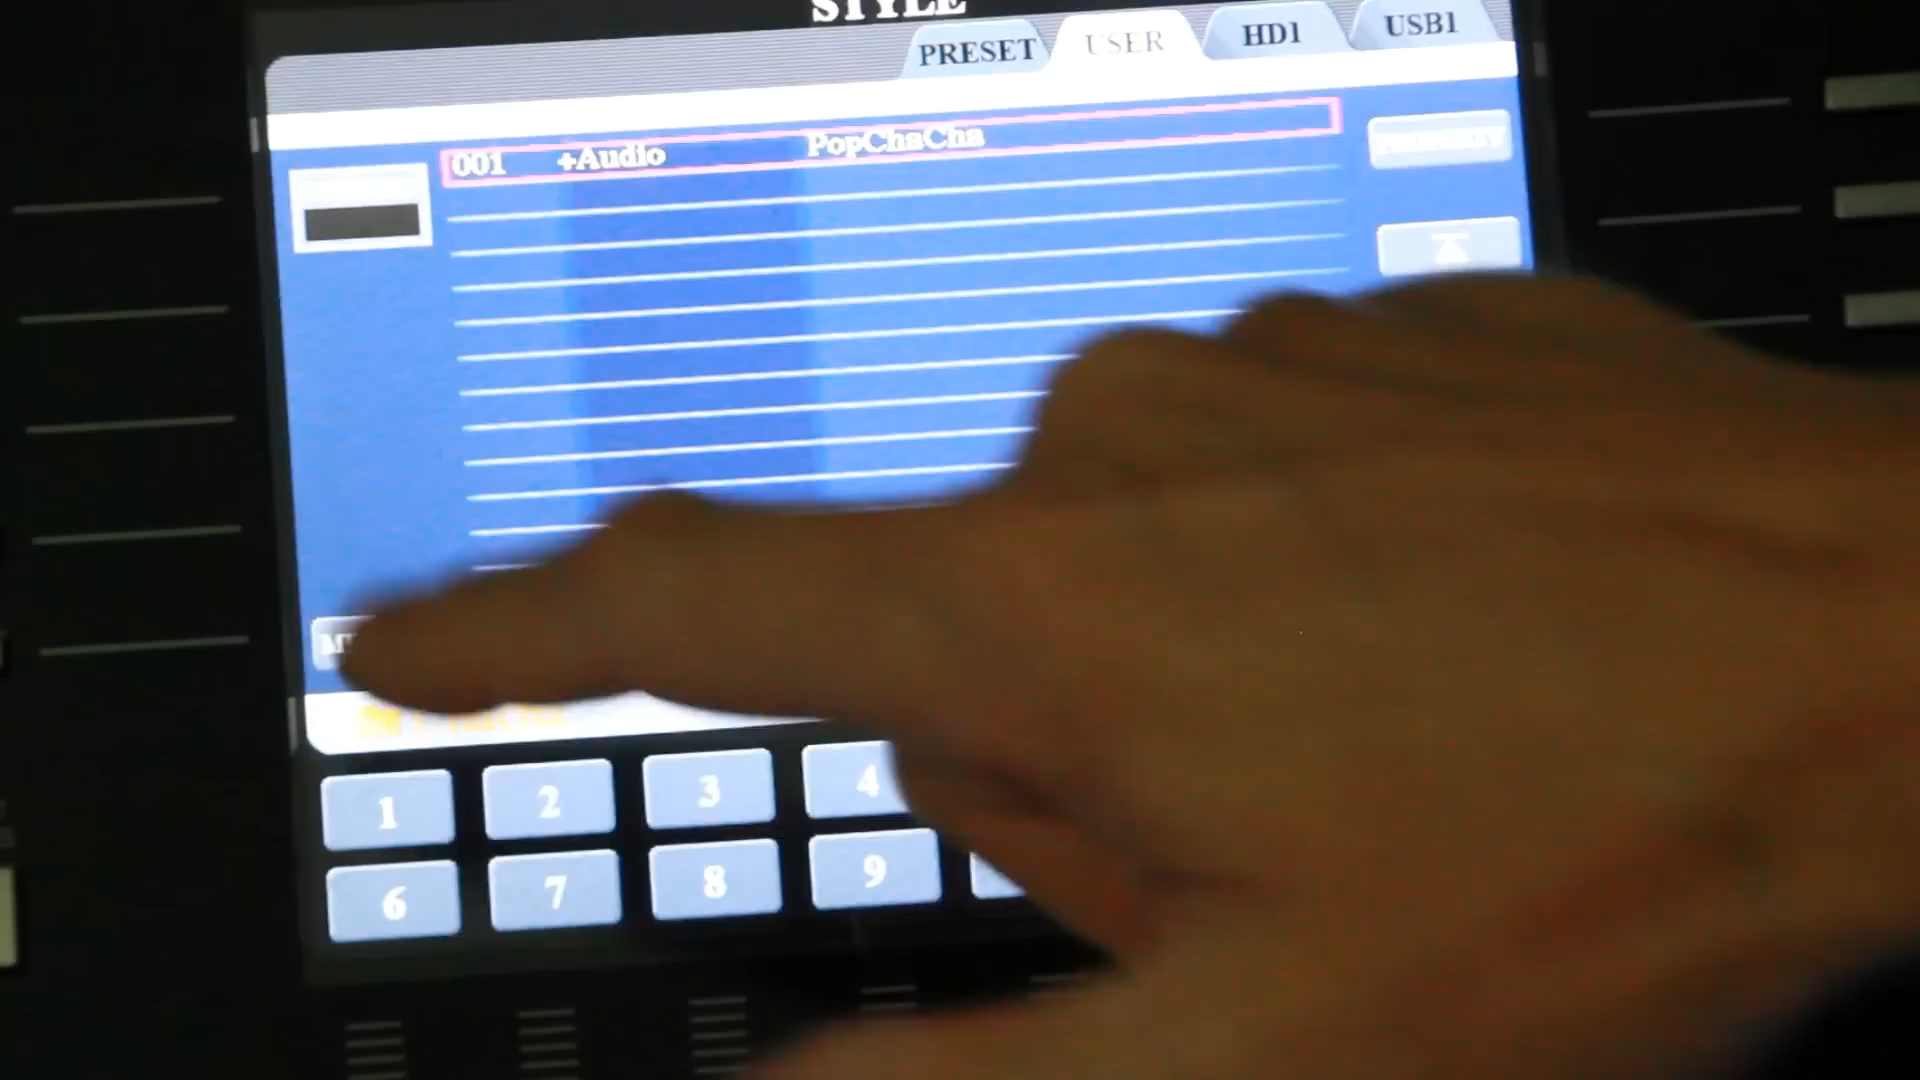 STYLE
PRESET USER HD1 USB1
001 +Audio PopChaCha
1 2 3 4
6 7 8 9